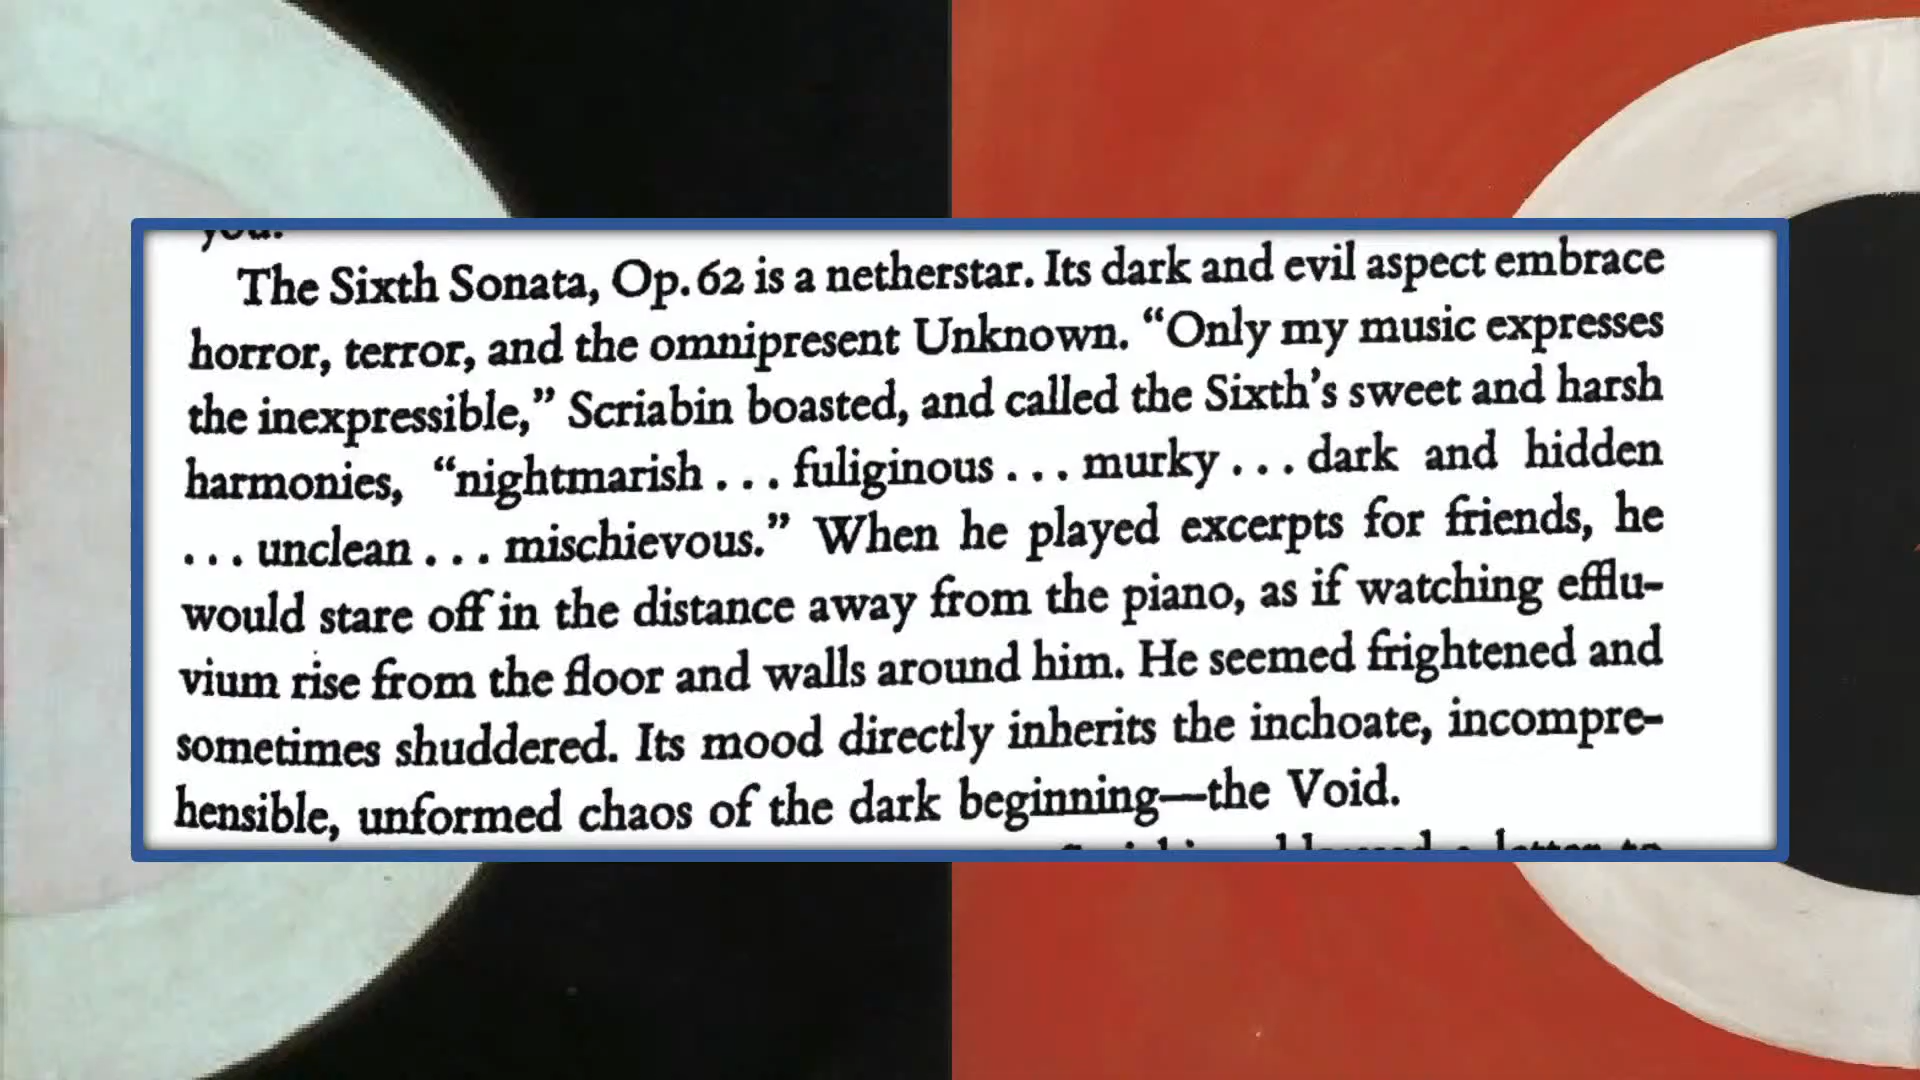 you.
The Sixth Sonata, Op. 62 is a netherstar. Its dark and evil aspect embrace
horror, terror, and the omnipresent Unknown. “Only my music expresses
the inexpressible,” Scriabin boasted, and called the Sixth’s sweet and harsh
harmonies, “nightmarish . . . fuliginous . . . murky . . . dark and hidden
. . . unclean . . . mischievous.” When he played excerpts for friends, he
would stare off in the distance away from the piano, as if watching efflu-
vium rise from the floor and walls around him. He seemed frightened and
sometimes shuddered. Its mood directly inherits the inchoate, incompre-
hensible, unformed chaos of the dark beginning—the Void.
a letter to